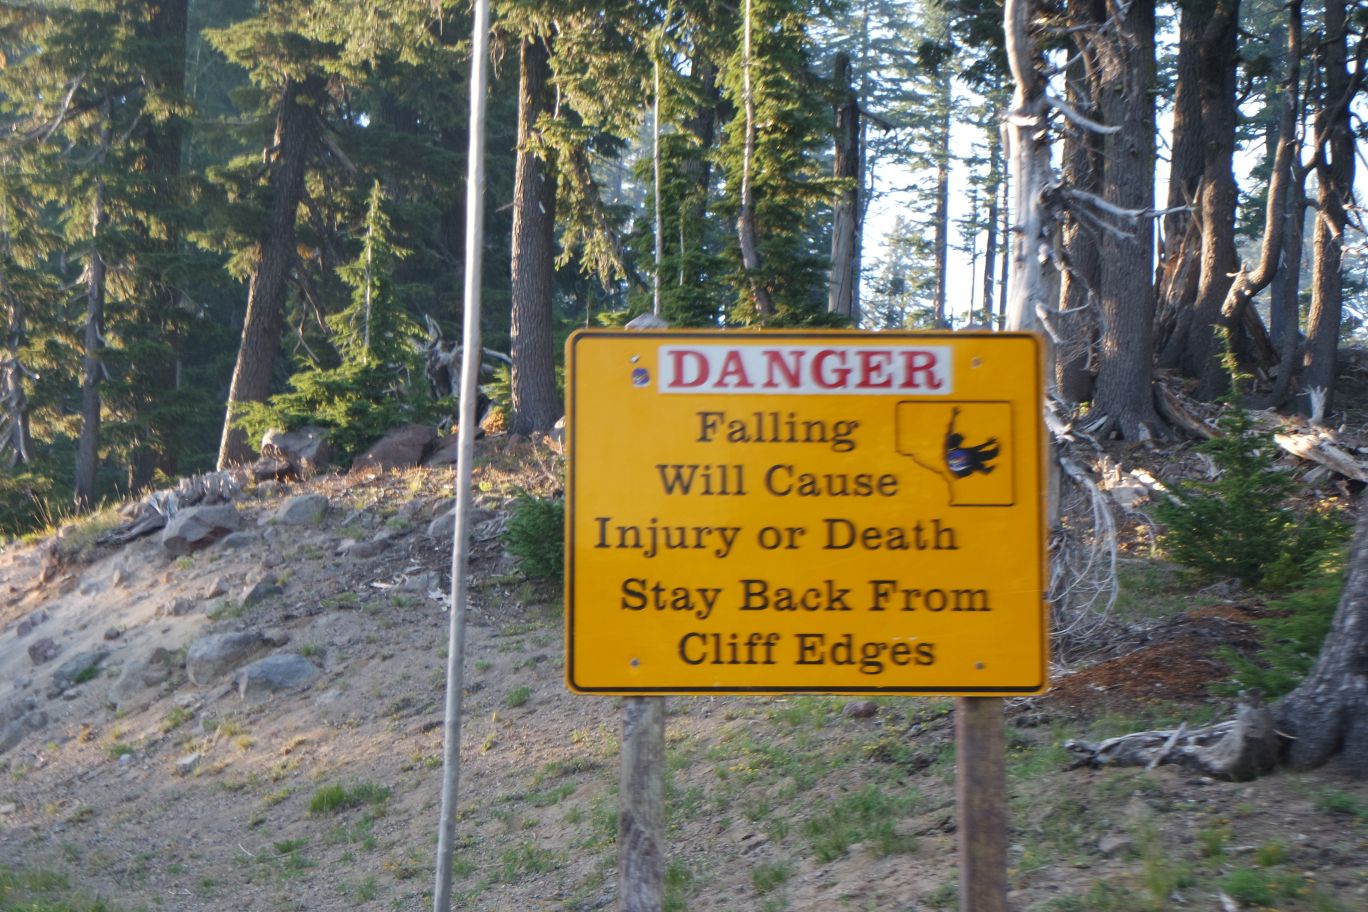 DANGER
Falling
Will Cause
Injury or Death
Stay Back From
Cliff Edges